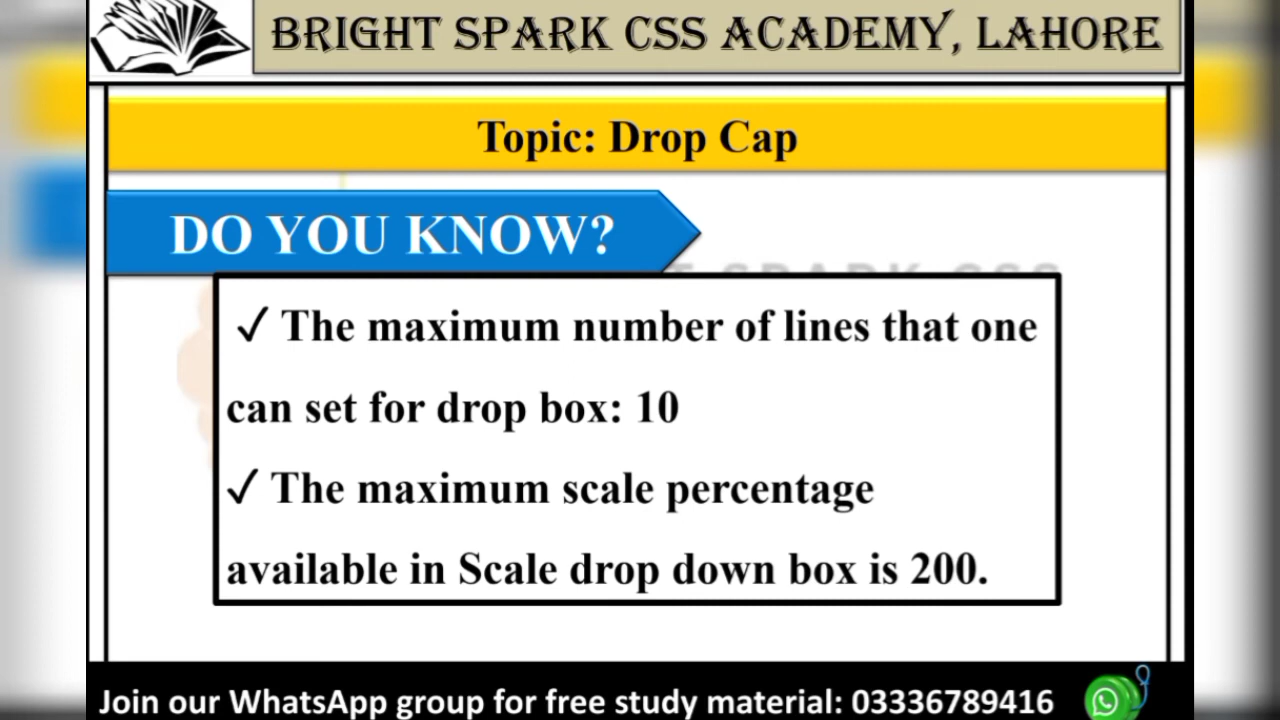 BRIGHT SPARK CSS ACADEMY, LAHORE
Topic: Drop Cap
DO YOU KNOW?
T SPARK CSS
✓ The maximum number of lines that one
can set for drop box: 10
✓ The maximum scale percentage
available in Scale drop down box is 200.
Join our WhatsApp group for free study material: 03336789416